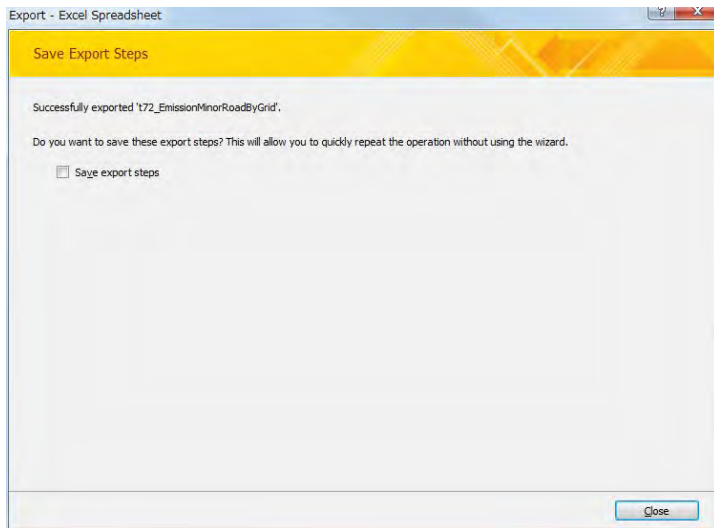 Export - Excel Spreadsheet
Save Export Steps
Successfully exported 't72_EmissionMinorRoadByGrid'.
Do you want to save these export steps? This will allow you to quickly repeat the operation without using the wizard.
Save export steps
Close